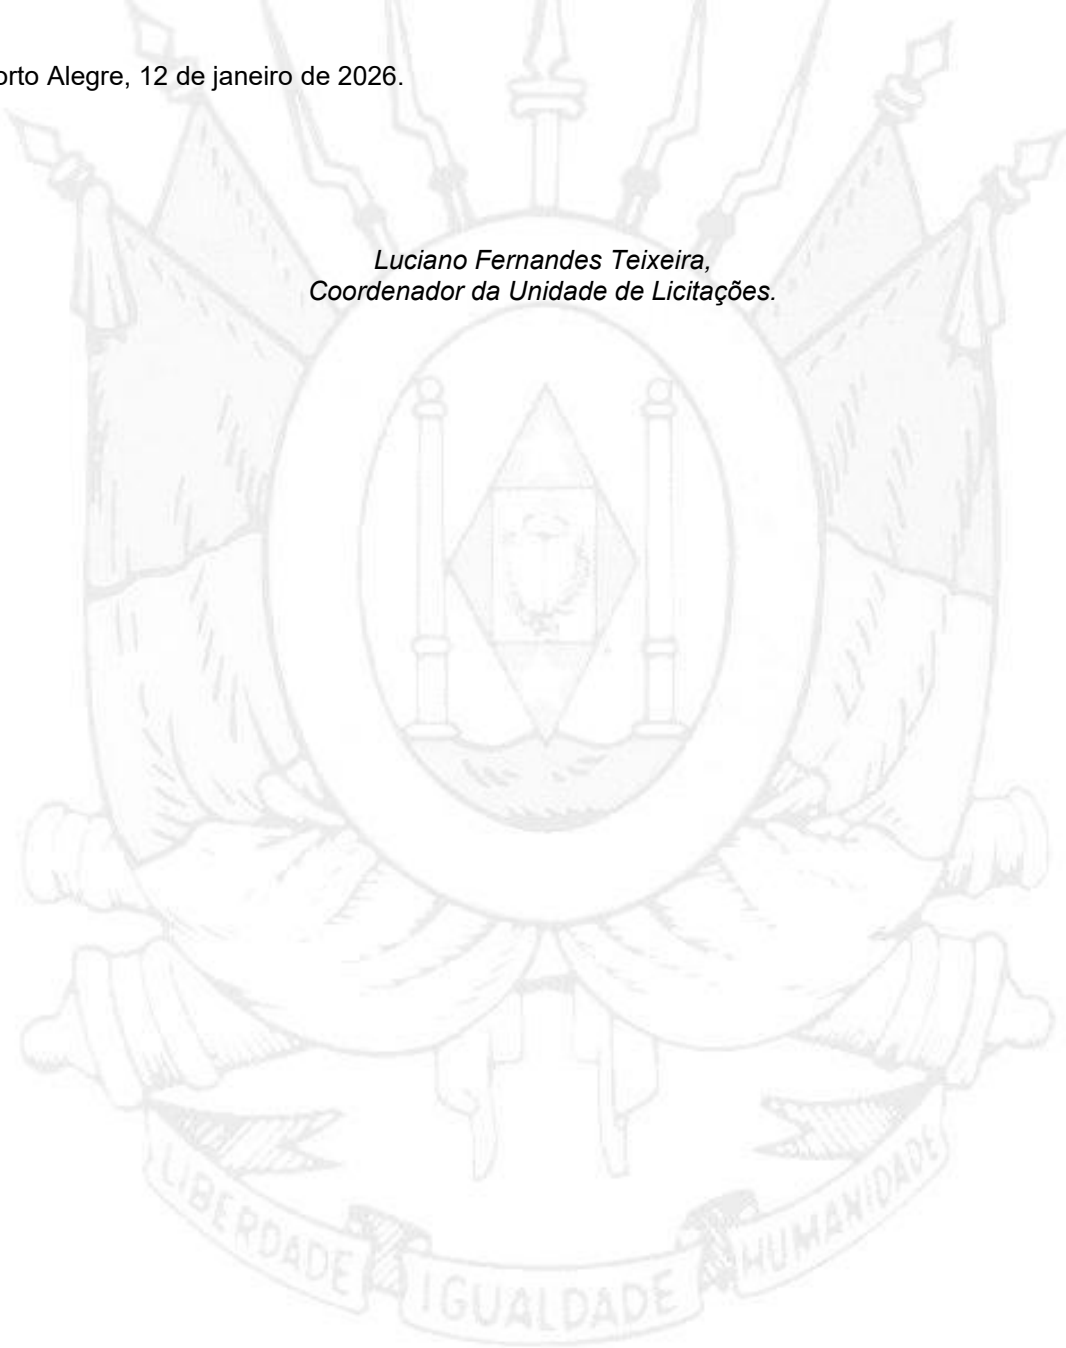 orto Alegre, 12 de janeiro de 2026.
Luciano Fernandes Teixeira,
Coordenador da Unidade de Licitações.
LIBERDADE
IGUALDADE
HUMANIDADE